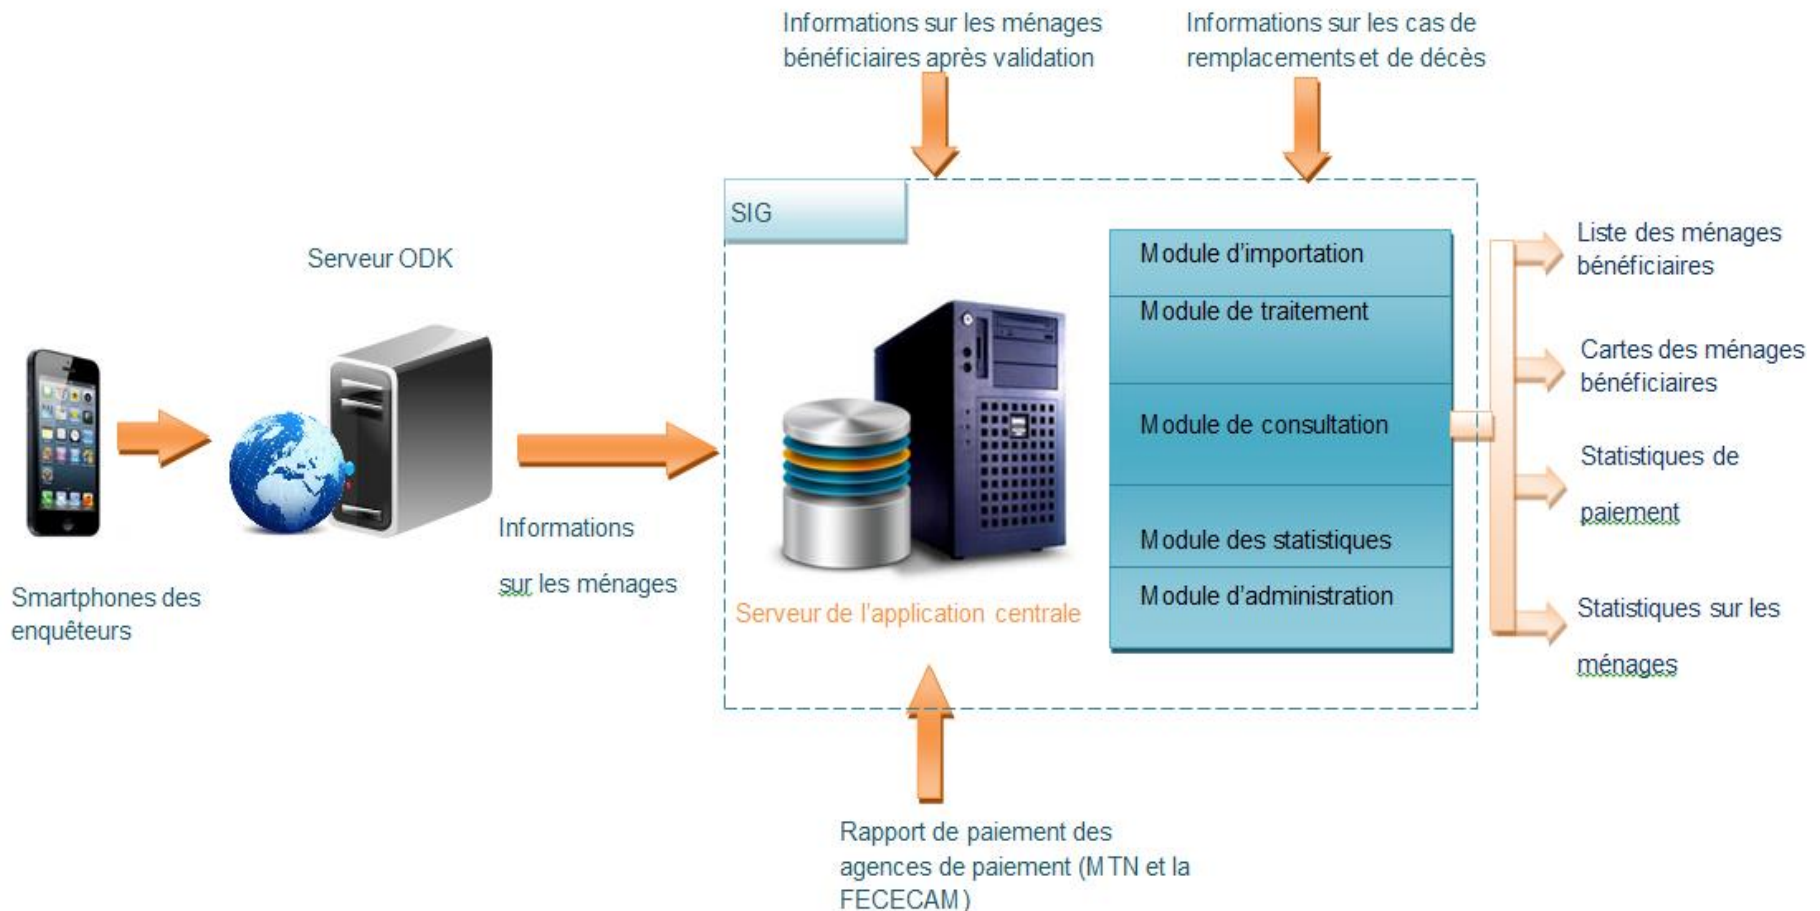 Informations sur les ménages
bénéficiaires après validation
Informations sur les cas de
remplacements et de décès
SIG
Serveur ODK
Module d'importation
Module de traitement
Module de consultation
Module des statistiques
Module d'administration
Liste des ménages
bénéficiaires
Cartes des ménages
bénéficiaires
Statistiques de
paiement
Statistiques sur les
ménages
Informations
sur les ménages
Smartphones des
enquêteurs
Serveur de l'application centrale
Rapport de paiement des
agences de paiement (MTN et la
FECECAM)